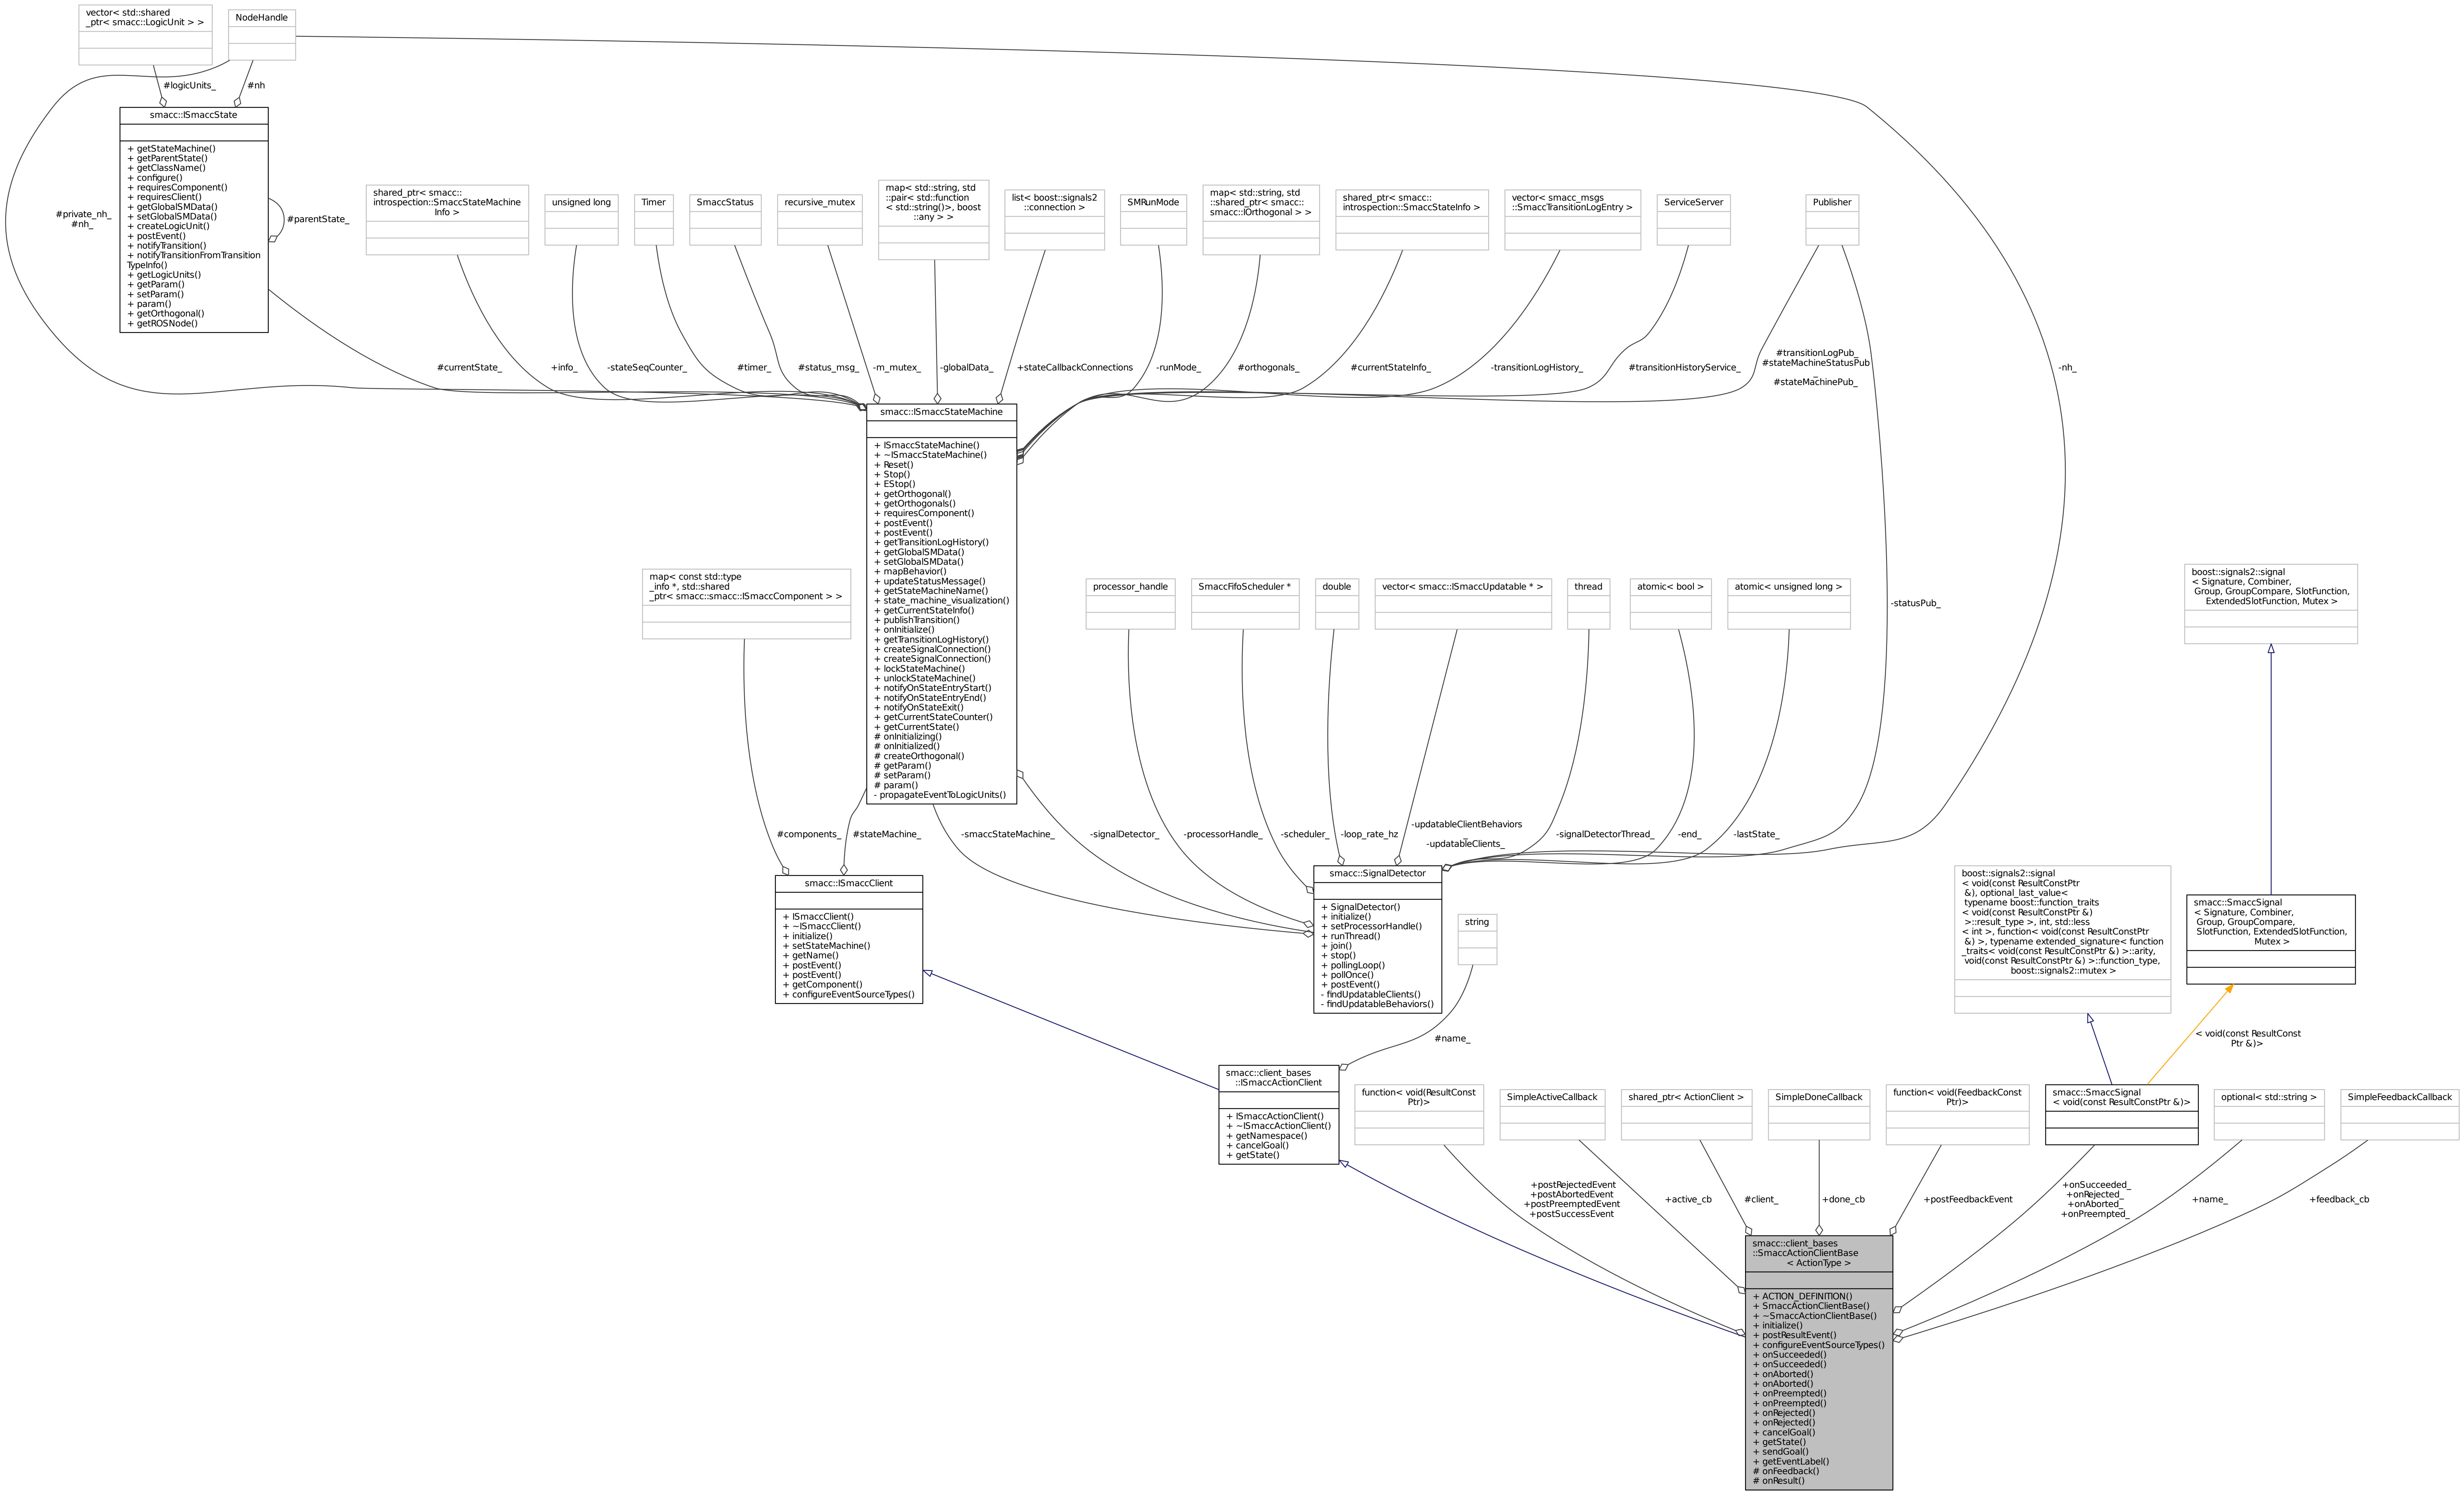 vector< std::shared
_ptr< smacc::LogicUnit > >
NodeHandle
#logicUnits_
#nh
smacc::ISmaccState
+ getStateMachine()
+ getParentState()
+ getClassName()
+ configure()
+ requiresComponent()
+ requiresClient()
+ getGlobalSMData()
+ setGlobalSMData()
+ createLogicUnit()
+ postEvent()
+ notifyTransition()
+ notifyTransitionFromTransition
TypeInfo()
+ getLogicUnits()
+ getParam()
+ setParam()
+ param()
+ getOrthogonal()
+ getROSNode()
#private_nh_
#nh_
#parentState_
shared_ptr< smacc::
introspection::SmaccStateMachine
Info >
unsigned long
Timer
SmaccStatus
recursive_mutex
map< std::string, std
::pair< std::function
< std::string()>, boost
::any > >
list< boost::signals2
::connection >
SMRunMode
map< std::string, std
::shared_ptr< smacc::
smacc::IOrthogonal > >
shared_ptr< smacc::
introspection::SmaccStateInfo >
vector< smacc_msgs
::SmaccTransitionLogEntry >
ServiceServer
Publisher
#currentState_
+info_
-stateSeqCounter_
#timer_
#status_msg_
-m_mutex_
-globalData_
+stateCallbackConnections
-runMode_
#orthogonals_
#currentStateInfo_
-transitionLogHistory_
#transitionHistoryService_
#transitionLogPub_
#stateMachineStatusPub
_
#stateMachinePub_
-nh_
smacc::ISmaccStateMachine
+ ISmaccStateMachine()
+ ~ISmaccStateMachine()
+ Reset()
+ Stop()
+ EStop()
+ getOrthogonal()
+ getOrthogonals()
+ requiresComponent()
+ postEvent()
+ postEvent()
+ getTransitionLogHistory()
+ getGlobalSMData()
+ setGlobalSMData()
+ mapBehavior()
+ updateStatusMessage()
+ getStateMachineName()
+ state_machine_visualization()
+ getCurrentStateInfo()
+ publishTransition()
+ onInitialize()
+ getTransitionLogHistory()
+ createSignalConnection()
+ createSignalConnection()
+ lockStateMachine()
+ unlockStateMachine()
+ notifyOnStateEntryStart()
+ notifyOnStateEntryEnd()
+ notifyOnStateExit()
+ getCurrentStateCounter()
+ getCurrentState()
# onInitializing()
# onInitialized()
# createOrthogonal()
# getParam()
# setParam()
# param()
- propagateEventToLogicUnits()
map< const std::type
_info *, std::shared
_ptr< smacc::smacc::ISmaccComponent > >
processor_handle
SmaccFifoScheduler *
double
vector< smacc::ISmaccUpdatable * >
thread
atomic< bool >
atomic< unsigned long >
-statusPub_
boost::signals2::signal
< Signature, Combiner,
Group, GroupCompare, SlotFunction,
ExtendedSlotFunction, Mutex >
#components_
#stateMachine_
-smaccStateMachine_
-signalDetector_
-processorHandle_
-scheduler_
-loop_rate_hz
-updatableClientBehaviors
_
-updatableClients_
-signalDetectorThread_
-end_
-lastState_
smacc::ISmaccClient
+ ISmaccClient()
+ ~ISmaccClient()
+ initialize()
+ setStateMachine()
+ getName()
+ postEvent()
+ postEvent()
+ getComponent()
+ configureEventSourceTypes()
smacc::SignalDetector
+ SignalDetector()
+ initialize()
+ setProcessorHandle()
+ runThread()
+ join()
+ stop()
+ pollingLoop()
+ pollOnce()
+ postEvent()
- findUpdatableClients()
- findUpdatableBehaviors()
string
#name_
boost::signals2::signal
< void(const ResultConstPtr
&), optional_last_value<
typename boost::function_traits
< void(const ResultConstPtr &)
>::result_type >, int, std::less
< int >, function< void(const ResultConstPtr
&) >, typename extended_signature< function
_traits< void(const ResultConstPtr &) >::arity,
void(const ResultConstPtr &) >::function_type,
boost::signals2::mutex >
smacc::SmaccSignal
< Signature, Combiner,
Group, GroupCompare,
SlotFunction, ExtendedSlotFunction,
Mutex >
< void(const ResultConst
Ptr &)>
smacc::client_bases
::ISmaccActionClient
+ ISmaccActionClient()
+ ~ISmaccActionClient()
+ getNamespace()
+ cancelGoal()
+ getState()
function< void(ResultConst
Ptr)>
SimpleActiveCallback
shared_ptr< ActionClient >
SimpleDoneCallback
function< void(FeedbackConst
Ptr)>
smacc::SmaccSignal
< void(const ResultConstPtr &)>
optional< std::string >
SimpleFeedbackCallback
+postRejectedEvent
+postAbortedEvent
+postPreemptedEvent
+postSuccessEvent
+active_cb
#client_
+done_cb
+postFeedbackEvent
+onSucceeded_
+onRejected_
+onAborted_
+onPreempted_
+name_
+feedback_cb
smacc::client_bases
::SmaccActionClientBase
< ActionType >
+ ACTION_DEFINITION()
+ SmaccActionClientBase()
+ ~SmaccActionClientBase()
+ initialize()
+ postResultEvent()
+ configureEventSourceTypes()
+ onSucceeded()
+ onSucceeded()
+ onAborted()
+ onAborted()
+ onPreempted()
+ onPreempted()
+ onRejected()
+ onRejected()
+ cancelGoal()
+ getState()
+ sendGoal()
+ getEventLabel()
# onFeedback()
# onResult()